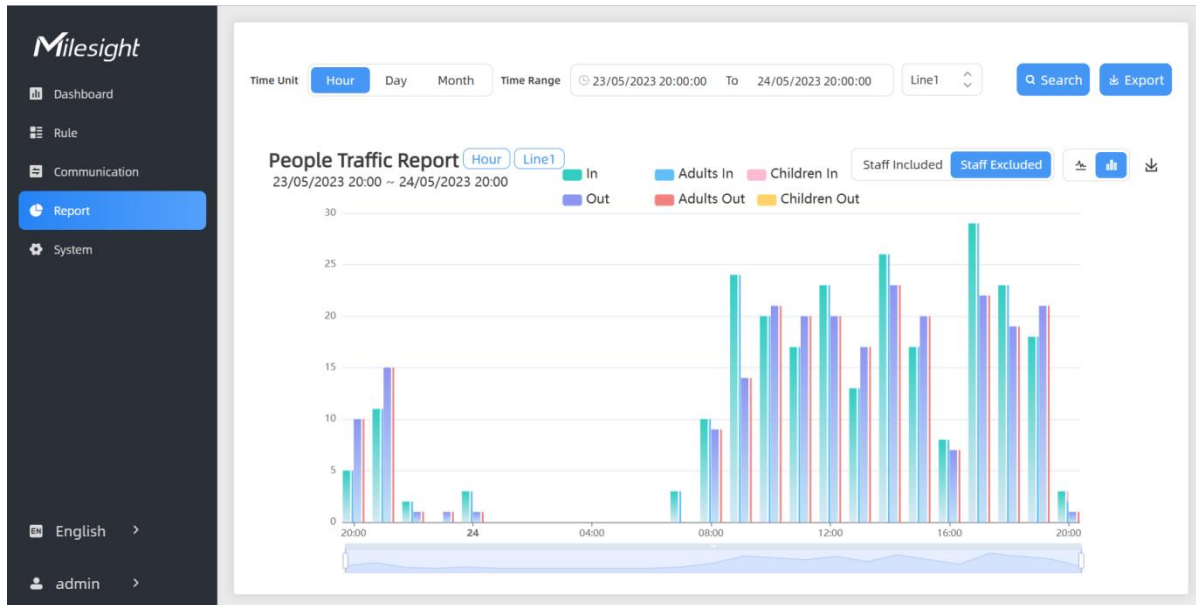 Milesight
Dashboard
Rule
Communication
Report
System
EN English >
admin >
Time Unit Hour Day Month Time Range 23/05/2023 20:00:00 To 24/05/2023 20:00:00 Line1 Search Export
People Traffic Report Hour Line1
23/05/2023 20:00 ~ 24/05/2023 20:00
In Adults In Children In
Out Adults Out Children Out
Staff Included Staff Excluded
30
25
20
15
10
5
0
20:00 24 04:00 08:00 12:00 16:00 20:00